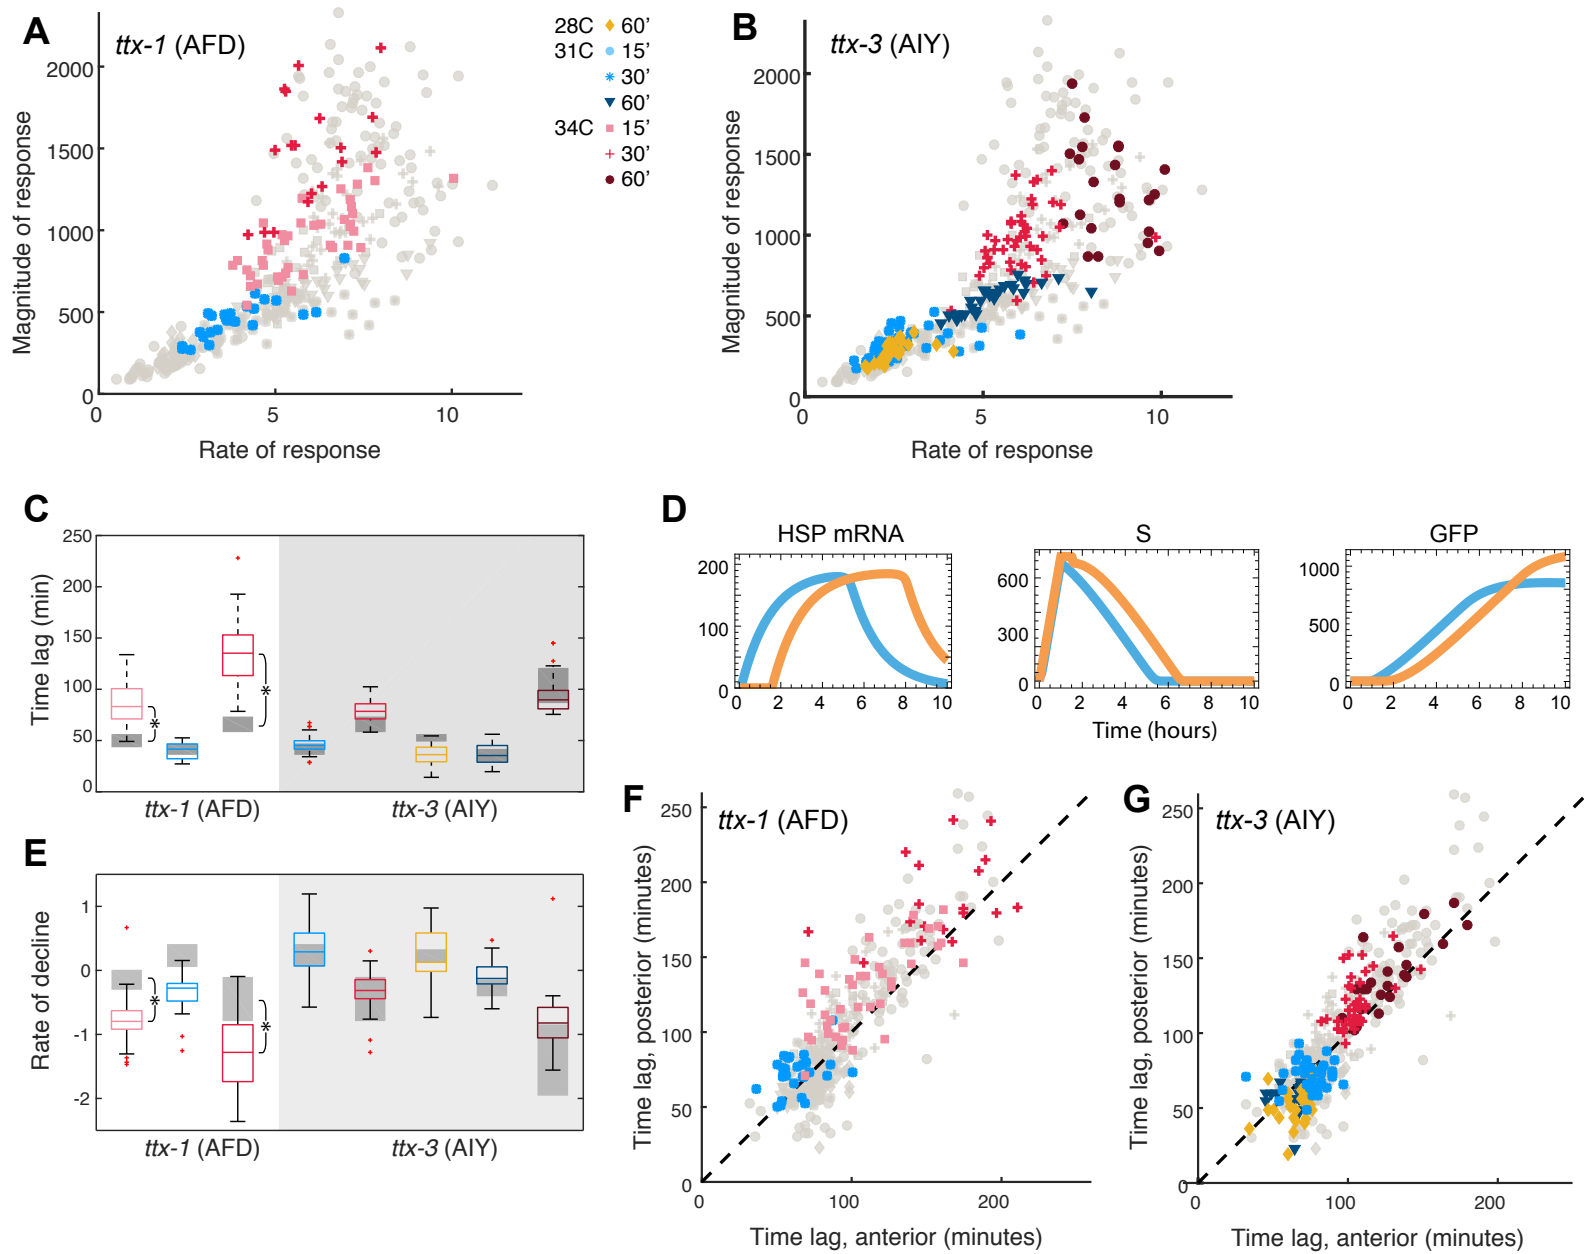 A
ttx-1 (AFD)
Magnitude of response
2000
1500
1000
500
0
0
5
10
Rate of response
28C 60’
31C 15’
30’
60’
34C 15’
30’
60’
B
ttx-3 (AIY)
Magnitude of response
2000
1500
1000
500
0
0
5
10
Rate of response
C
Time lag (min)
250
200
150
100
50
0
*
*
ttx-1 (AFD)
ttx-3 (AIY)
D
HSP mRNA
200
100
0
0 2 4 6 8 10
S
600
300
0
0 2 4 6 8 10
GFP
1000
500
0
0 2 4 6 8 10
Time (hours)
E
Rate of decline
1
0
-1
-2
*
*
ttx-1 (AFD)
ttx-3 (AIY)
F
ttx-1 (AFD)
Time lag, posterior (minutes)
250
200
150
100
50
0
0
100
200
Time lag, anterior (minutes)
G
ttx-3 (AIY)
Time lag, posterior (minutes)
250
200
150
100
50
0
0
100
200
Time lag, anterior (minutes)